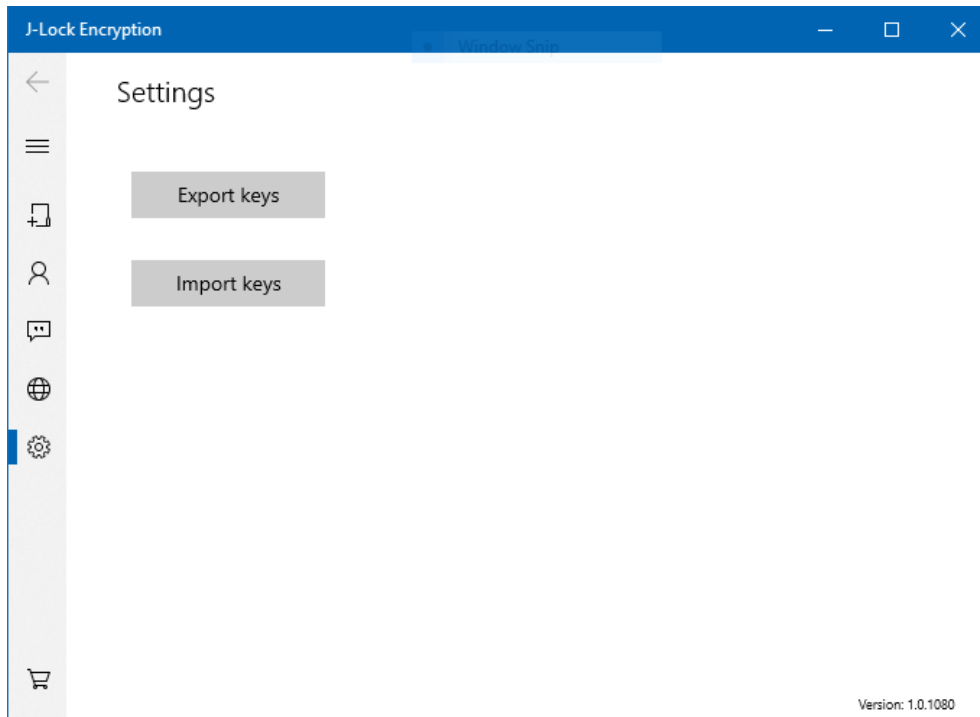 J-Lock Encryption
Window Snip
Settings
Export keys
Import keys
Version: 1.0.1080